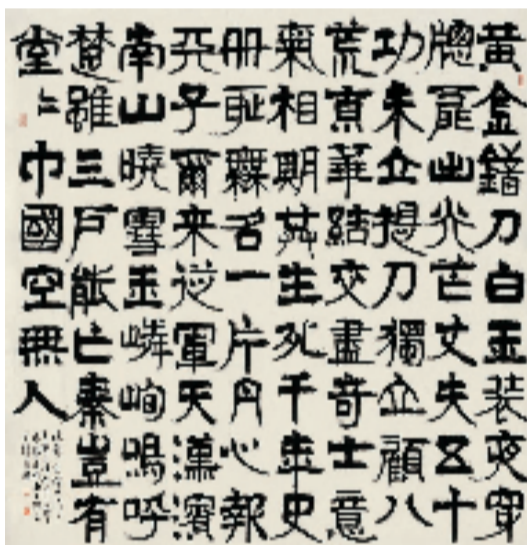 黃金錯刀白玉装夜穿
牕扉出光芒丈夫五十
功未立提刀獨立顧八
荒京華結交盡奇士意
氣相期共生死千年史
册恥無名一片丹心報
天子爾来從軍天漢濱
南山曉雪玉嶙峋嗚呼
楚雖三戶能亡秦豈有
堂〻中國空無人